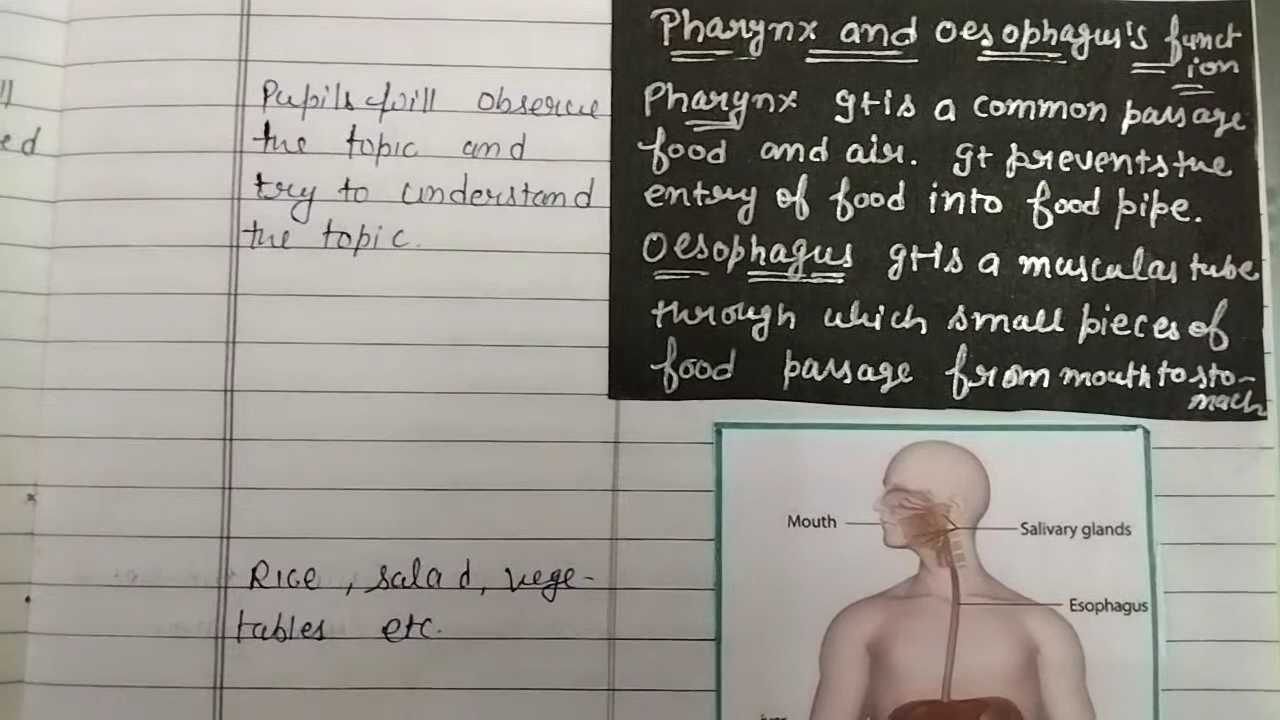 ed
Pupils will observe
the topic and
try to understand
the topic.
Rice, salad, vege-
tables etc.
Pharynx and Oesophagus's funct
ion
Pharynx It is a common passage
food and air. It prevents the
entry of food into food pipe.
Oesophagus It is a muscular tube
through which small pieces of
food passage from mouth to sto-
mach
Mouth
Salivary glands
Esophagus